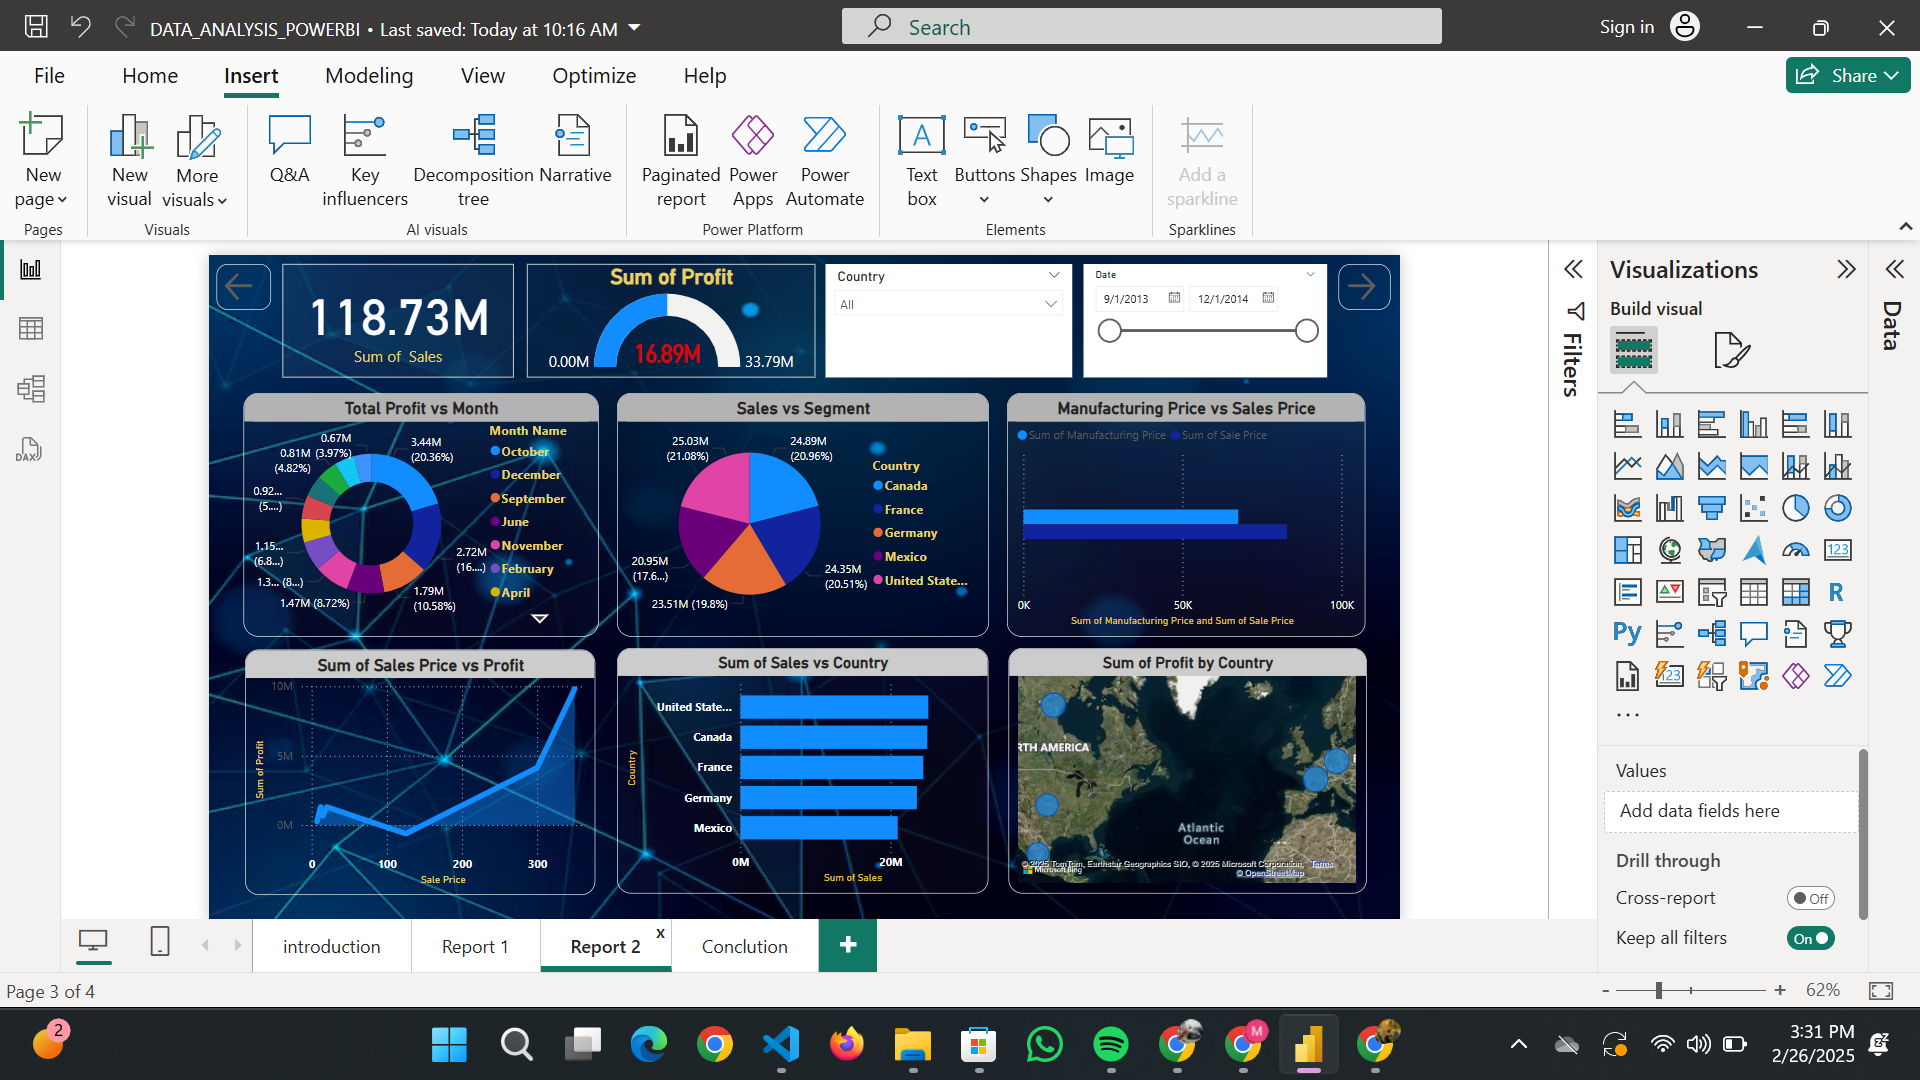 DATA_ANALYSIS_POWERBI • Last saved: Today at 10:16 AM
Search
Sign in
File Home Insert Modeling View Optimize Help
Share
New page
New visual
More visuals
Q&A
Key influencers
Decomposition tree
Narrative
Paginated report
Power Apps
Power Automate
Text box
Buttons
Shapes
Image
Add a sparkline
Pages
Visuals
AI visuals
Power Platform
Elements
Sparklines
DAX
118.73M
Sum of Sales
Sum of Profit
0.00M
16.89M
33.79M
Country
All
Date
9/1/2013
12/1/2014
Total Profit vs Month
0.67M
(3.97%)
0.81M
(4.82%)
0.92...
(5....)
1.15...
(6.8...)
1.3... (8...)
1.47M (8.72%)
3.44M
(20.36%)
2.72M
(16....)
1.79M
(10.58%)
Month Name
October
December
September
June
November
February
April
Sales vs Segment
25.03M
(21.08%)
24.89M
(20.96%)
20.95M
(17.6...)
24.35M
(20.51%)
23.51M (19.8%)
Country
Canada
France
Germany
Mexico
United State...
Manufacturing Price vs Sales Price
Sum of Manufacturing Price Sum of Sale Price
0K 50K 100K
Sum of Manufacturing Price and Sum of Sale Price
Sum of Sales Price vs Profit
10M
5M
0M
Sum of Profit
0 100 200 300
Sale Price
Sum of Sales vs Country
Country
United State...
Canada
France
Germany
Mexico
0M 20M
Sum of Sales
Sum of Profit by Country
RTH AMERICA
Atlantic
Ocean
© 2025 TomTom, Earthstar Geographics SIO, © 2025 Microsoft Corporation, Terms
Microsoft Bing
© OpenStreetMap
Filters
Visualizations
Build visual
123
R
Py
123
...
Values
Add data fields here
Drill through
Cross-report
Off
Keep all filters
On
Data
introduction
Report 1
Report 2
x
Conclution
+
Page 3 of 4
- + 62%
2
M
3:31 PM
2/26/2025